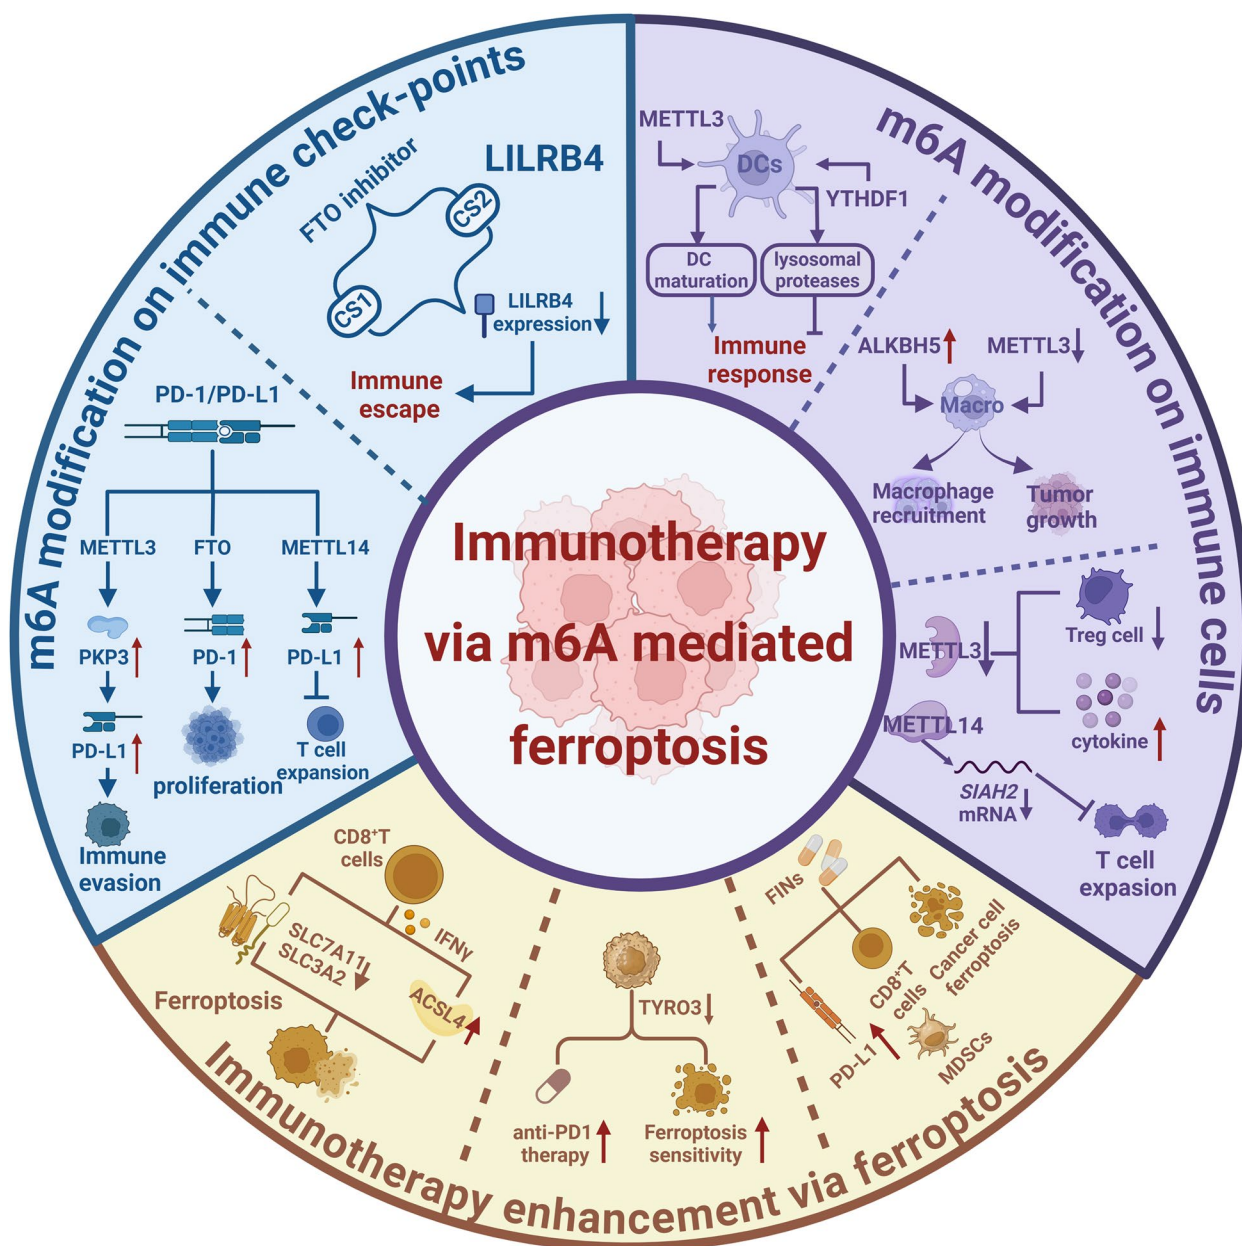 m6A modification on immune check-points
FTO inhibitor
LILRB4
CS2
CS1
LILRB4
expression
Immune
escape
PD-1/PD-L1
METTL3
FTO
METTL14
PKP3
PD-1
PD-L1
PD-L1
proliferation
T cell
expansion
Immune
evasion
m6A modification on immune cells
METTL3
DCs
YTHDF1
DC
maturation
lysosomal
proteases
Immune
response
ALKBH5
METTL3
Macro
Macrophage
recruitment
Tumor
growth
METTL3
Treg cell
cytokine
METTL14
SIAH2
mRNA
T cell
expasion
Immunotherapy
via m6A mediated
ferroptosis
CD8⁺T
cells
IFNγ
SLC7A11
SLC3A2
ACSL4
Ferroptosis
TYRO3
anti-PD1
therapy
Ferroptosis
sensitivity
FINs
CD8⁺T
cells
Cancer cell
ferroptosis
PD-L1
MDSCs
Immunotherapy enhancement via ferroptosis